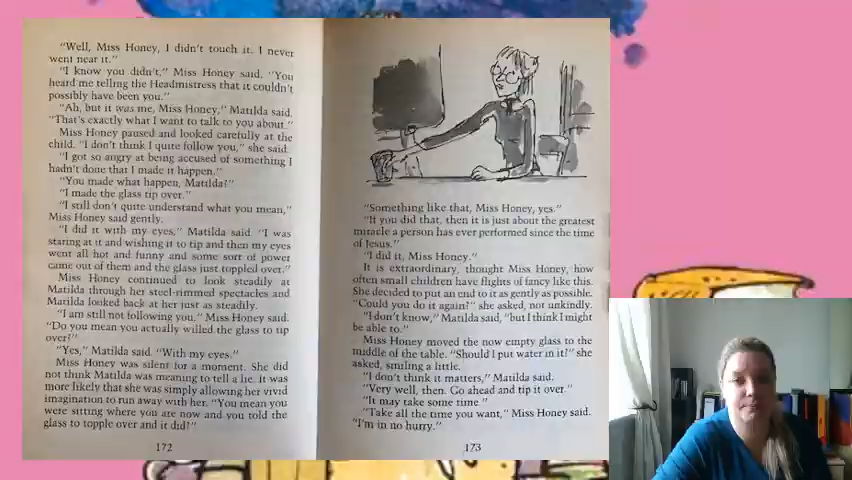 "Well, Miss Honey, I didn't touch it. I never
went near it."
"I know you didn't," Miss Honey said. "You
heard me telling the Headmistress that it couldn't
possibly have been you."
"Ah, but it was me, Miss Honey," Matilda said.
"That's exactly what I want to talk to you about."
Miss Honey paused and looked carefully at the
child. "I don't think I quite follow you," she said.
"I got so angry at being accused of something I
hadn't done that I made it happen."
"You made what happen, Matilda?"
"I made the glass tip over."
"I still don't quite understand what you mean,"
Miss Honey said gently.
"I did it with my eyes," Matilda said. "I was
staring at it and wishing it to tip and then my eyes
went all hot and funny and some sort of power
came out of them and the glass just toppled over."
Miss Honey continued to look steadily at
Matilda through her steel-rimmed spectacles and
Matilda looked back at her just as steadily.
"I am still not following you," Miss Honey said.
"Do you mean you actually willed the glass to tip
over?"
"Yes," Matilda said. "With my eyes."
Miss Honey was silent for a moment. She did
not think Matilda was meaning to tell a lie. It was
more likely that she was simply allowing her vivid
imagination to run away with her. "You mean you
were sitting where you are now and you told the
glass to topple over and it did?"
172
"Something like that, Miss Honey, yes."
"If you did that, then it is just about the greatest
miracle a person has ever performed since the time
of Jesus."
"I did it, Miss Honey."
It is extraordinary, thought Miss Honey, how
often small children have flights of fancy like this.
She decided to put an end to it as gently as possible.
"Could you do it again?" she asked, not unkindly.
"I don't know," Matilda said, "but I think I might
be able to."
Miss Honey moved the now empty glass to the
middle of the table. "Should I put water in it?" she
asked, smiling a little.
"I don't think it matters," Matilda said.
"Very well, then. Go ahead and tip it over."
"It may take some time."
"Take all the time you want," Miss Honey said.
"I'm in no hurry."
173